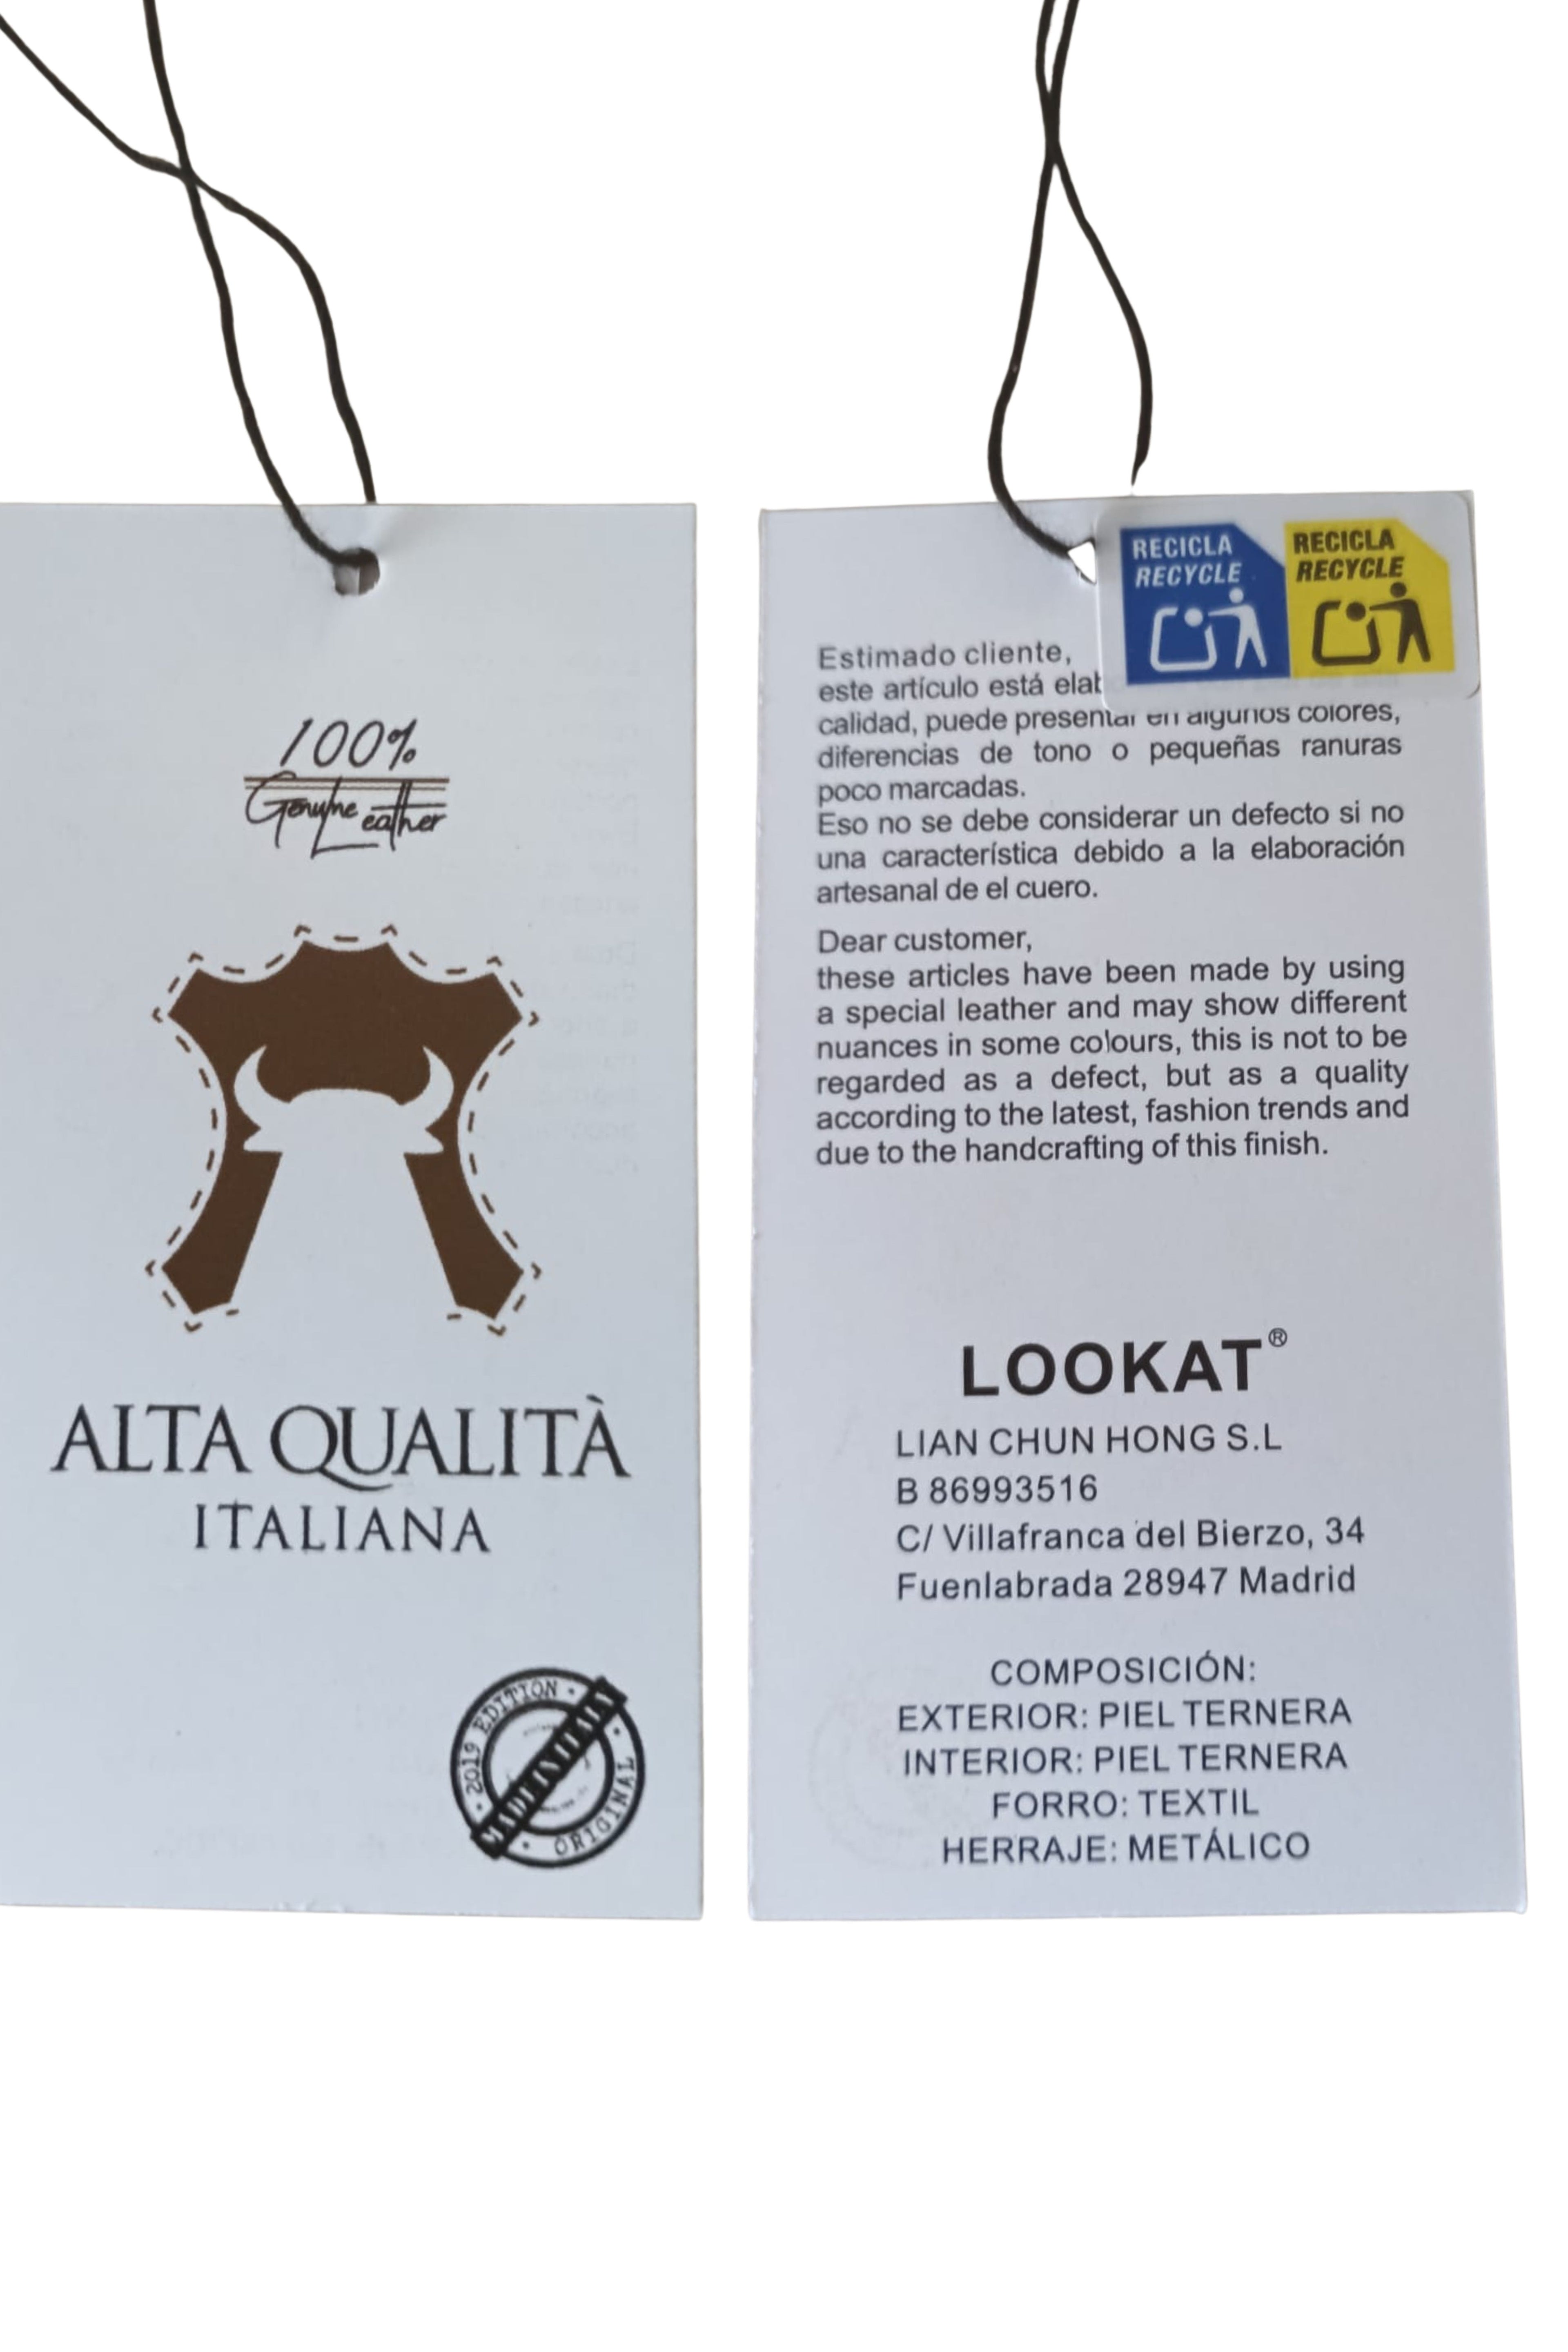 100%
Genuine Leather
ALTA QUALITÀ
ITALIANA
2019 EDITION
MADE IN ITALY
ORIGINAL
RECICLA
RECYCLE
RECICLA
RECYCLE
Estimado cliente,
este artículo está
calidad, puede presentar en algunos colores,
diferencias de tono o pequeñas ranuras
poco marcadas.
Eso no se debe considerar un defecto si no
una característica debido a la elaboración
artesanal de el cuero.
Dear customer,
these articles have been made by using
a special leather and may show different
nuances in some colours, this is not to be
regarded as a defect, but as a quality
according to the latest, fashion trends and
due to the handcrafting of this finish.
LOOKAT®
LIAN CHUN HONG S.L
B 86993516
C/ Villafranca del Bierzo, 34
Fuenlabrada 28947 Madrid
COMPOSICIÓN:
EXTERIOR: PIEL TERNERA
INTERIOR: PIEL TERNERA
FORRO: TEXTIL
HERRAJE: METÁLICO